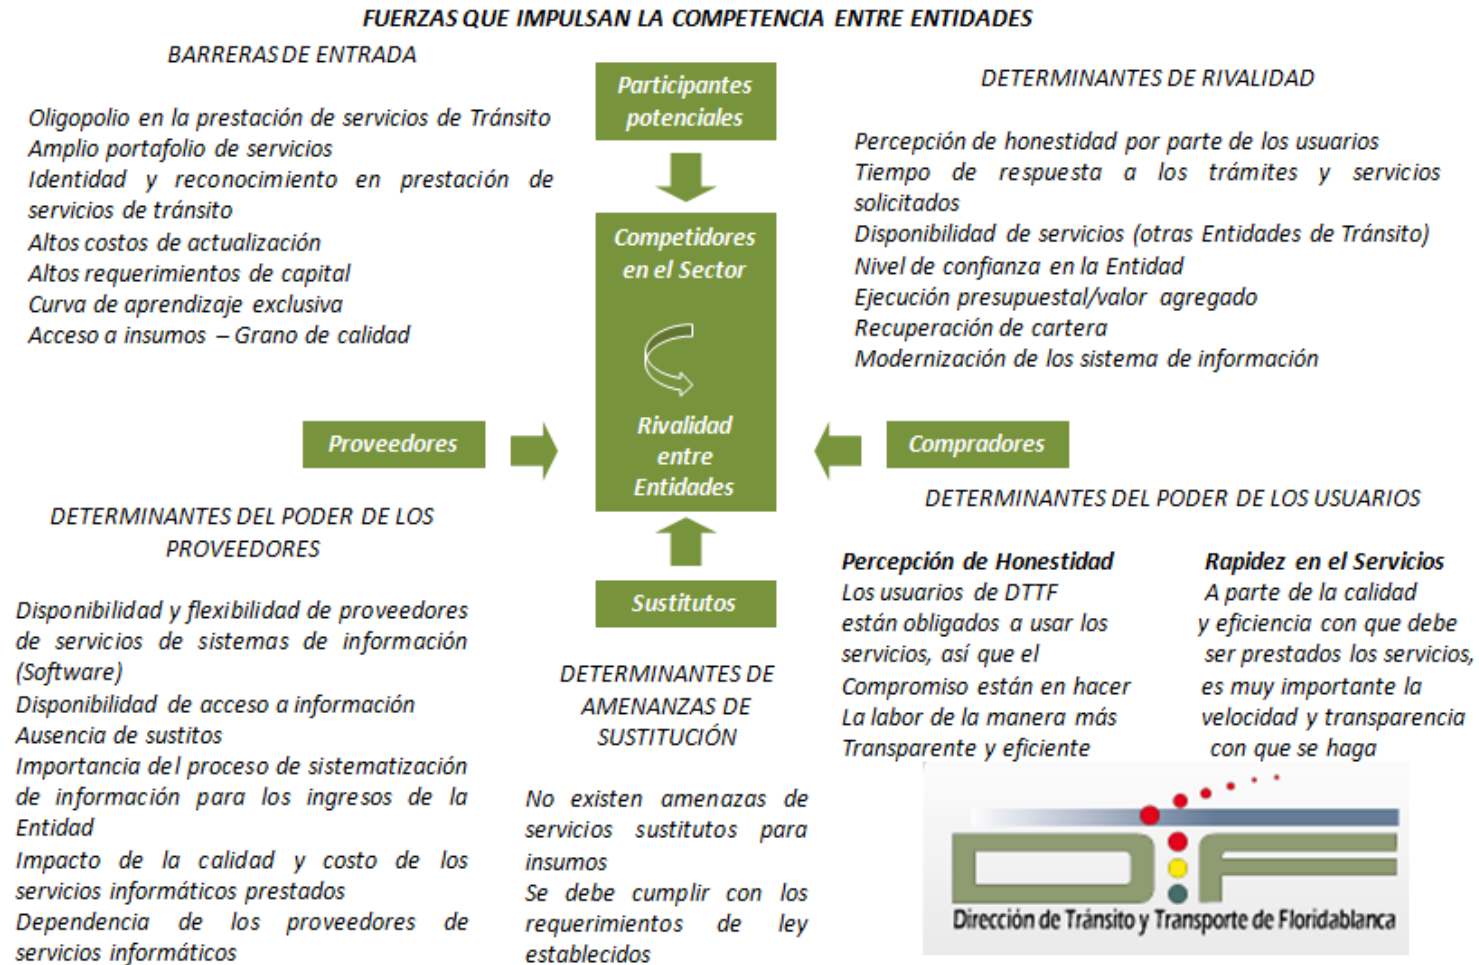 FUERZAS QUE IMPULSAN LA COMPETENCIA ENTRE ENTIDADES
BARRERAS DE ENTRADA
Oligopolio en la prestación de servicios de Tránsito
Amplio portafolio de servicios
Identidad y reconocimiento en prestación de
servicios de tránsito
Altos costos de actualización
Altos requerimientos de capital
Curva de aprendizaje exclusiva
Acceso a insumos – Grano de calidad
Participantes
potenciales
DETERMINANTES DE RIVALIDAD
Percepción de honestidad por parte de los usuarios
Tiempo de respuesta a los trámites y servicios
solicitados
Disponibilidad de servicios (otras Entidades de Tránsito)
Nivel de confianza en la Entidad
Ejecución presupuestal/valor agregado
Recuperación de cartera
Modernización de los sistema de información
Competidores
en el Sector
Rivalidad
entre
Entidades
Proveedores
Compradores
DETERMINANTES DEL PODER DE LOS
PROVEEDORES
Disponibilidad y flexibilidad de proveedores
de servicios de sistemas de información
(Software)
Disponibilidad de acceso a información
Ausencia de sustitos
Importancia del proceso de sistematización
de información para los ingresos de la
Entidad
Impacto de la calidad y costo de los
servicios informáticos prestados
Dependencia de los proveedores de
servicios informáticos
Sustitutos
DETERMINANTES DE
AMENANZAS DE
SUSTITUCIÓN
No existen amenazas de
servicios sustitutos para
insumos
Se debe cumplir con los
requerimientos de ley
establecidos
DETERMINANTES DEL PODER DE LOS USUARIOS
Percepción de Honestidad
Los usuarios de DTTF
están obligados a usar los
servicios, así que el
Compromiso están en hacer
La labor de la manera más
Transparente y eficiente
Rapidez en el Servicios
A parte de la calidad
y eficiencia con que debe
ser prestados los servicios,
es muy importante la
velocidad y transparencia
con que se haga
DF
Dirección de Tránsito y Transporte de Floridablanca